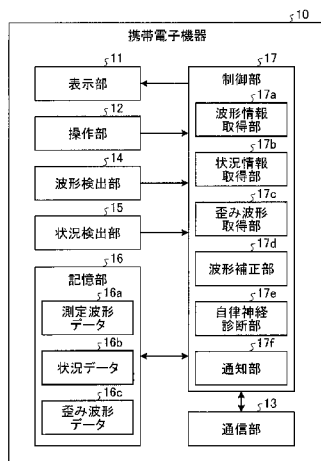 10
携帯電子機器
11
表示部
12
操作部
14
波形検出部
15
状況検出部
16
記憶部
16a
測定波形
データ
16b
状況データ
16c
歪み波形
データ
17
制御部
17a
波形情報
取得部
17b
状況情報
取得部
17c
歪み波形
取得部
17d
波形補正部
17e
自律神経
診断部
17f
通知部
13
通信部